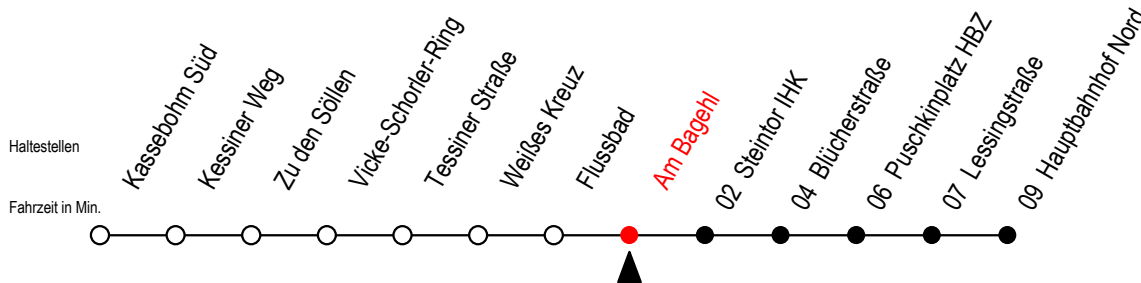 Haltestellen
Fahrzeit in Min.
Kassebohm Süd
Kessiner Weg
Zu den Söllen
Vicke-Schorler-Ring
Tessiner Straße
Weißes Kreuz
Flussbad
Am Bagehl
02 Steintor IHK
04 Blücherstraße
06 Puschkinplatz HBZ
07 Lessingstraße
09 Hauptbahnhof Nord